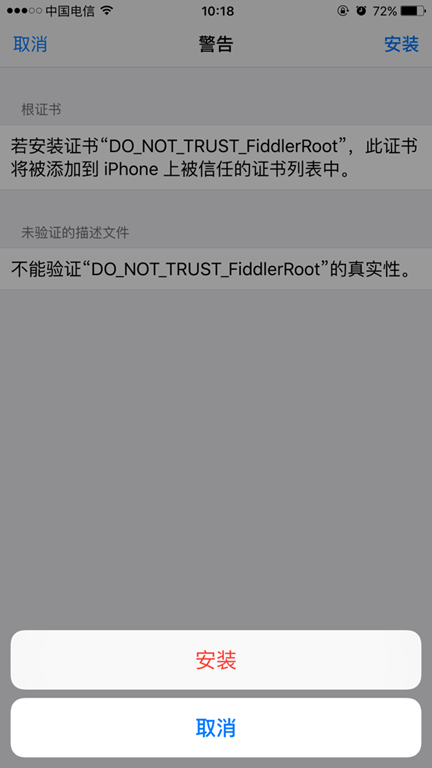 中国电信 10:18 72%
取消 警告 安装
根证书
若安装证书“DO_NOT_TRUST_FiddlerRoot”，此证书
将被添加到 iPhone 上被信任的证书列表中。
未验证的描述文件
不能验证“DO_NOT_TRUST_FiddlerRoot”的真实性。
安装
取消